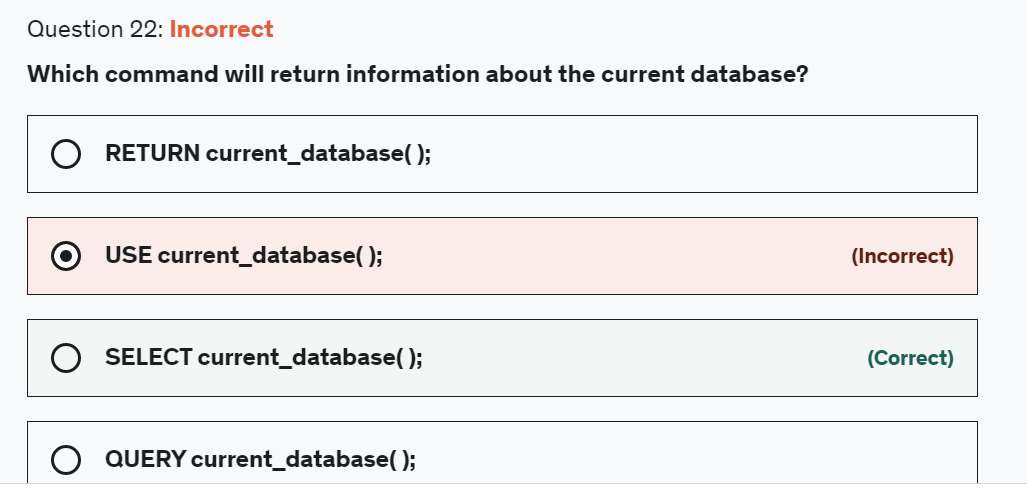 Question 22: Incorrect
Which command will return information about the current database?
RETURN current_database( );
USE current_database( ); (Incorrect)
SELECT current_database( ); (Correct)
QUERY current_database( );